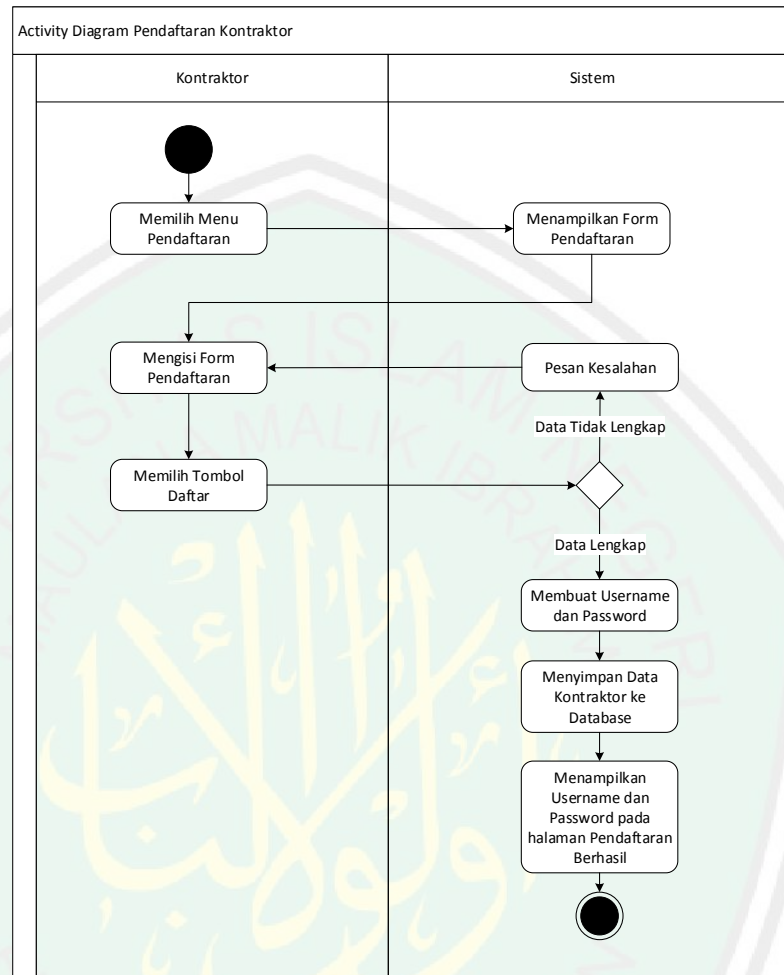 Activity Diagram Pendaftaran Kontraktor
Kontraktor
Sistem
Memilih Menu
Pendaftaran
Menampilkan Form
Pendaftaran
Mengisi Form
Pendaftaran
Pesan Kesalahan
Data Tidak Lengkap
Memilih Tombol
Daftar
Data Lengkap
Membuat Username
dan Password
Menyimpan Data
Kontraktor ke
Database
Menampilkan
Username dan
Password pada
halaman Pendaftaran
Berhasil